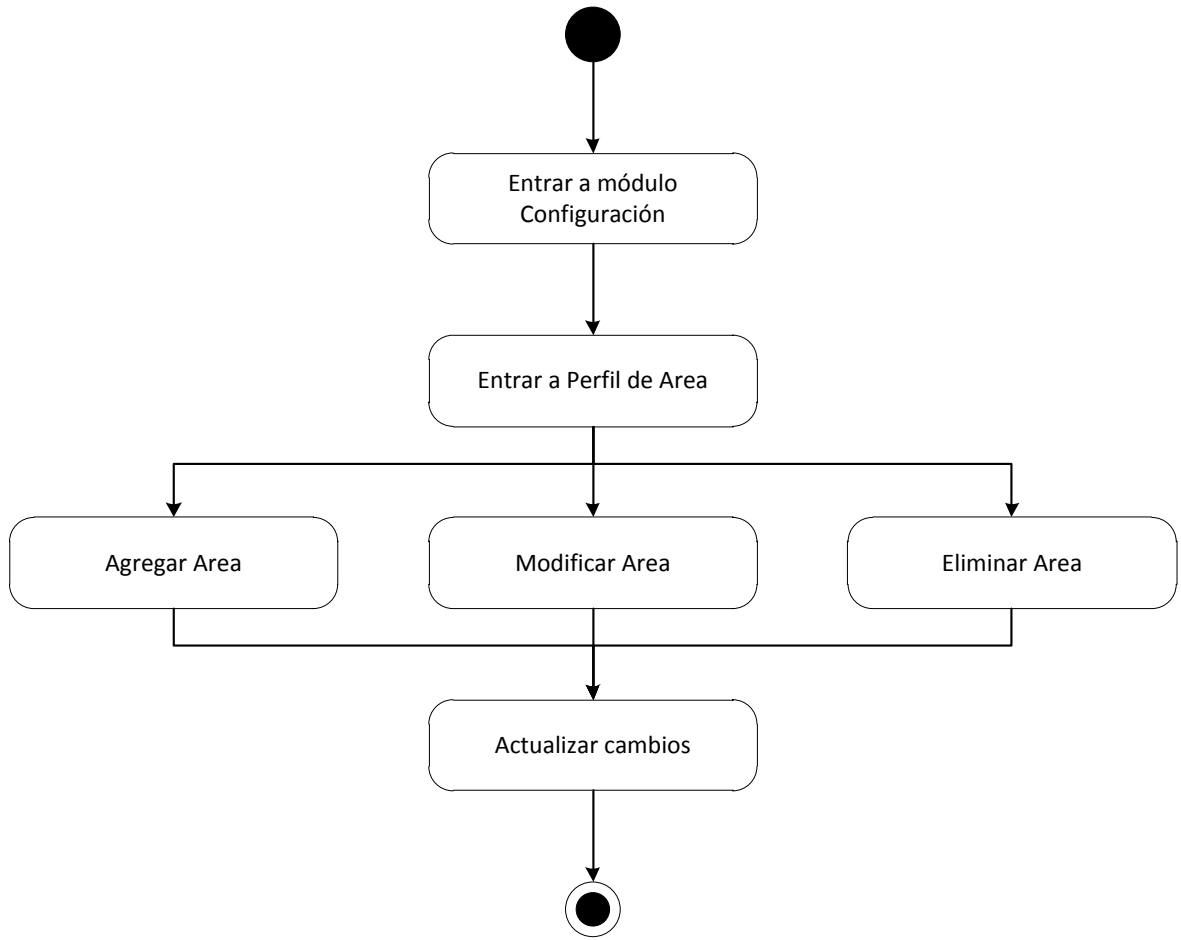 Entrar a módulo
Configuración
Entrar a Perfil de Area
Agregar Area
Modificar Area
Eliminar Area
Actualizar cambios